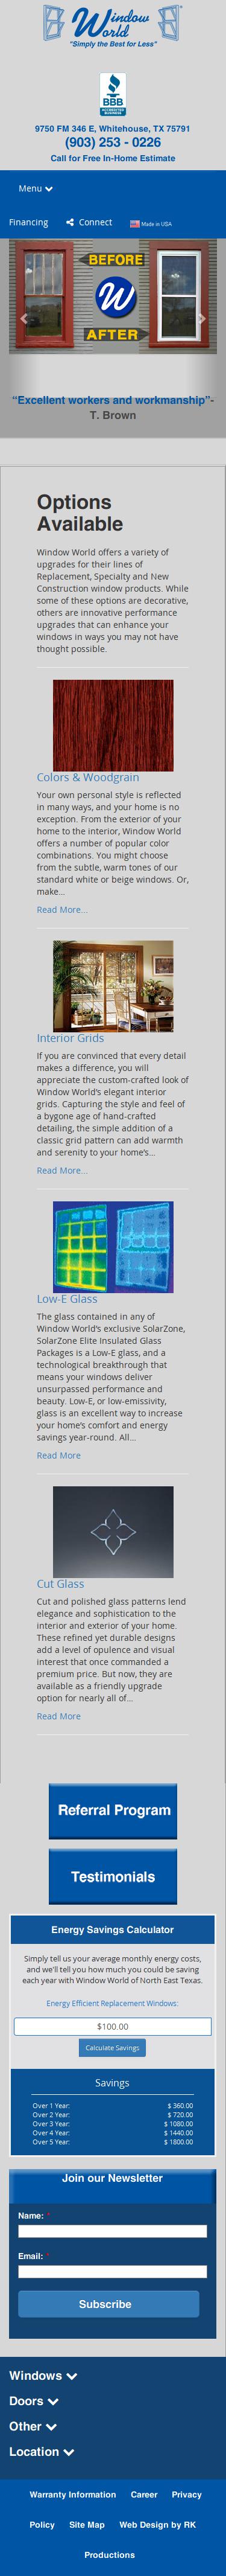 Window
World®
"Simply the Best for Less"
BBB
ACCREDITED
BUSINESS
9750 FM 346 E, Whitehouse, TX 75791
(903) 253 - 0226
Call for Free In-Home Estimate
Menu
Financing Connect Made in USA
BEFORE
W
AFTER
“Excellent workers and workmanship”-
T. Brown
Options
Available
Window World offers a variety of
upgrades for their lines of
Replacement, Specialty and New
Construction window products. While
some of these options are decorative,
others are innovative performance
upgrades that can enhance your
windows in ways you may not have
thought possible.
Colors & Woodgrain
Your own personal style is reflected
in many ways, and your home is no
exception. From the exterior of your
home to the interior, Window World
offers a number of popular color
combinations. You might choose
from the subtle, warm tones of our
standard white or beige windows. Or,
make...
Read More...
Interior Grids
If you are convinced that every detail
makes a difference, you will
appreciate the custom-crafted look of
Window World's elegant interior
grids. Capturing the style and feel of
a bygone age of hand-crafted
detailing, the simple addition of a
classic grid pattern can add warmth
and serenity to your home's...
Read More...
Low-E Glass
The glass contained in any of
Window World's exclusive SolarZone,
SolarZone Elite Insulated Glass
Packages is a Low-E glass, and a
technological breakthrough that
means your windows deliver
unsurpassed performance and
beauty. Low-E, or low-emissivity,
glass is an excellent way to increase
your home's comfort and energy
savings year-round. All...
Read More
Cut Glass
Cut and polished glass patterns lend
elegance and sophistication to the
interior and exterior of your home.
These refined yet durable designs
add a level of opulence and visual
interest that once commanded a
premium price. But now, they are
available as a friendly upgrade
option for nearly all of...
Read More
Referral Program
Testimonials
Energy Savings Calculator
Simply tell us your average monthly energy costs,
and we'll tell you how much you could be saving
each year with Window World of North East Texas.
Energy Efficient Replacement Windows:
$100.00
Calculate Savings
Savings
Over 1 Year: $ 360.00
Over 2 Year: $ 720.00
Over 3 Year: $ 1080.00
Over 4 Year: $ 1440.00
Over 5 Year: $ 1800.00
Join our Newsletter
Name: *
Email: *
Subscribe
Windows
Doors
Other
Location
Warranty Information Career Privacy
Policy Site Map Web Design by RK
Productions